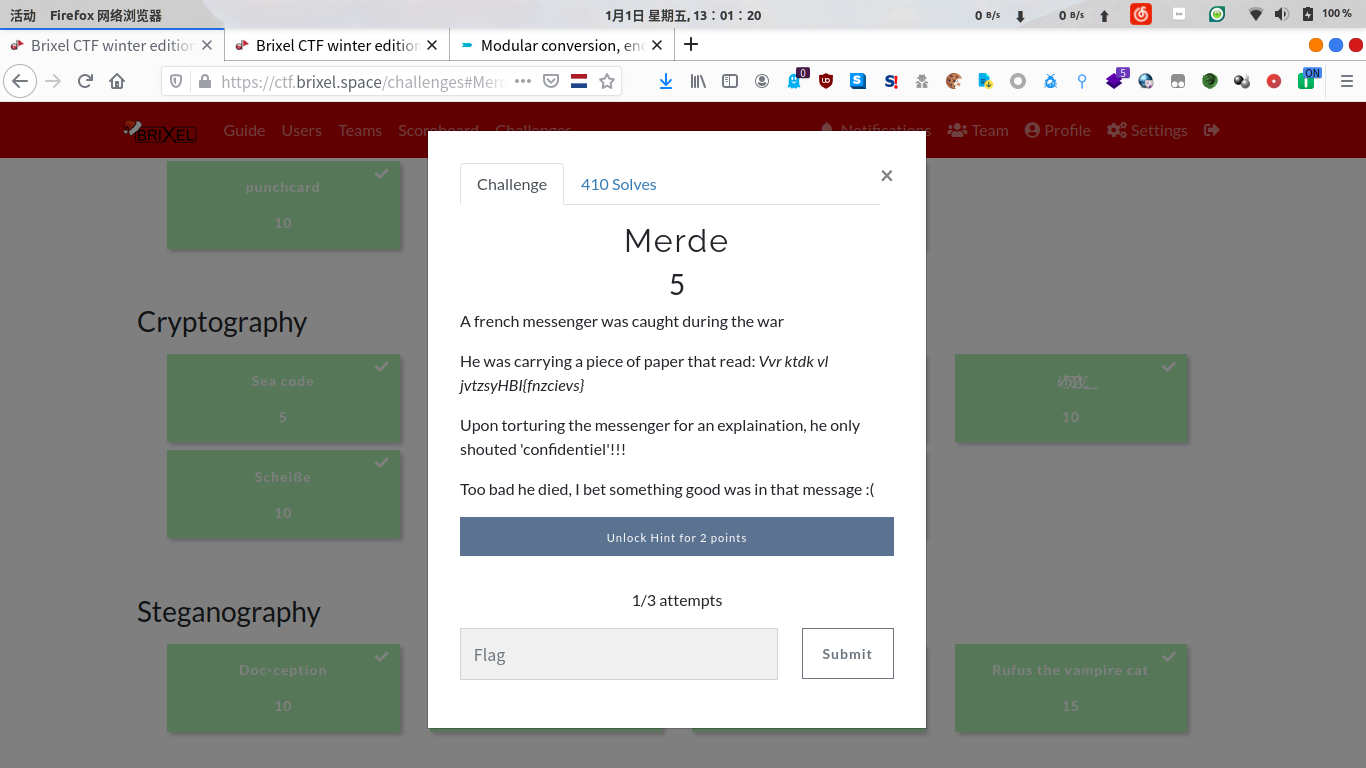 活动 Firefox 网络浏览器 1月1日 星期五, 13：01：20 0 B/s 0 B/s 100 %
Brixel CTF winter edition Brixel CTF winter edition Modular conversion, enc
https://ctf.brixel.space/challenges#Merd 0 5 ON
BRIXEL Guide Users Teams Scoreboard Challenges Notifications Team Profile Settings
Challenge 410 Solves ×
punchcard
10
Merde
5
A french messenger was caught during the war
He was carrying a piece of paper that read: Vvr ktdk vl
jvtzsyHBI{fnzcievs}
Upon torturing the messenger for an explaination, he only
shouted 'confidentiel'!!!
Too bad he died, I bet something good was in that message :(
Unlock Hint for 2 points
1/3 attempts
Flag Submit
Cryptography
Sea code
5
10
Scheiße
10
Steganography
Doc-ception Rufus the vampire cat
10 15